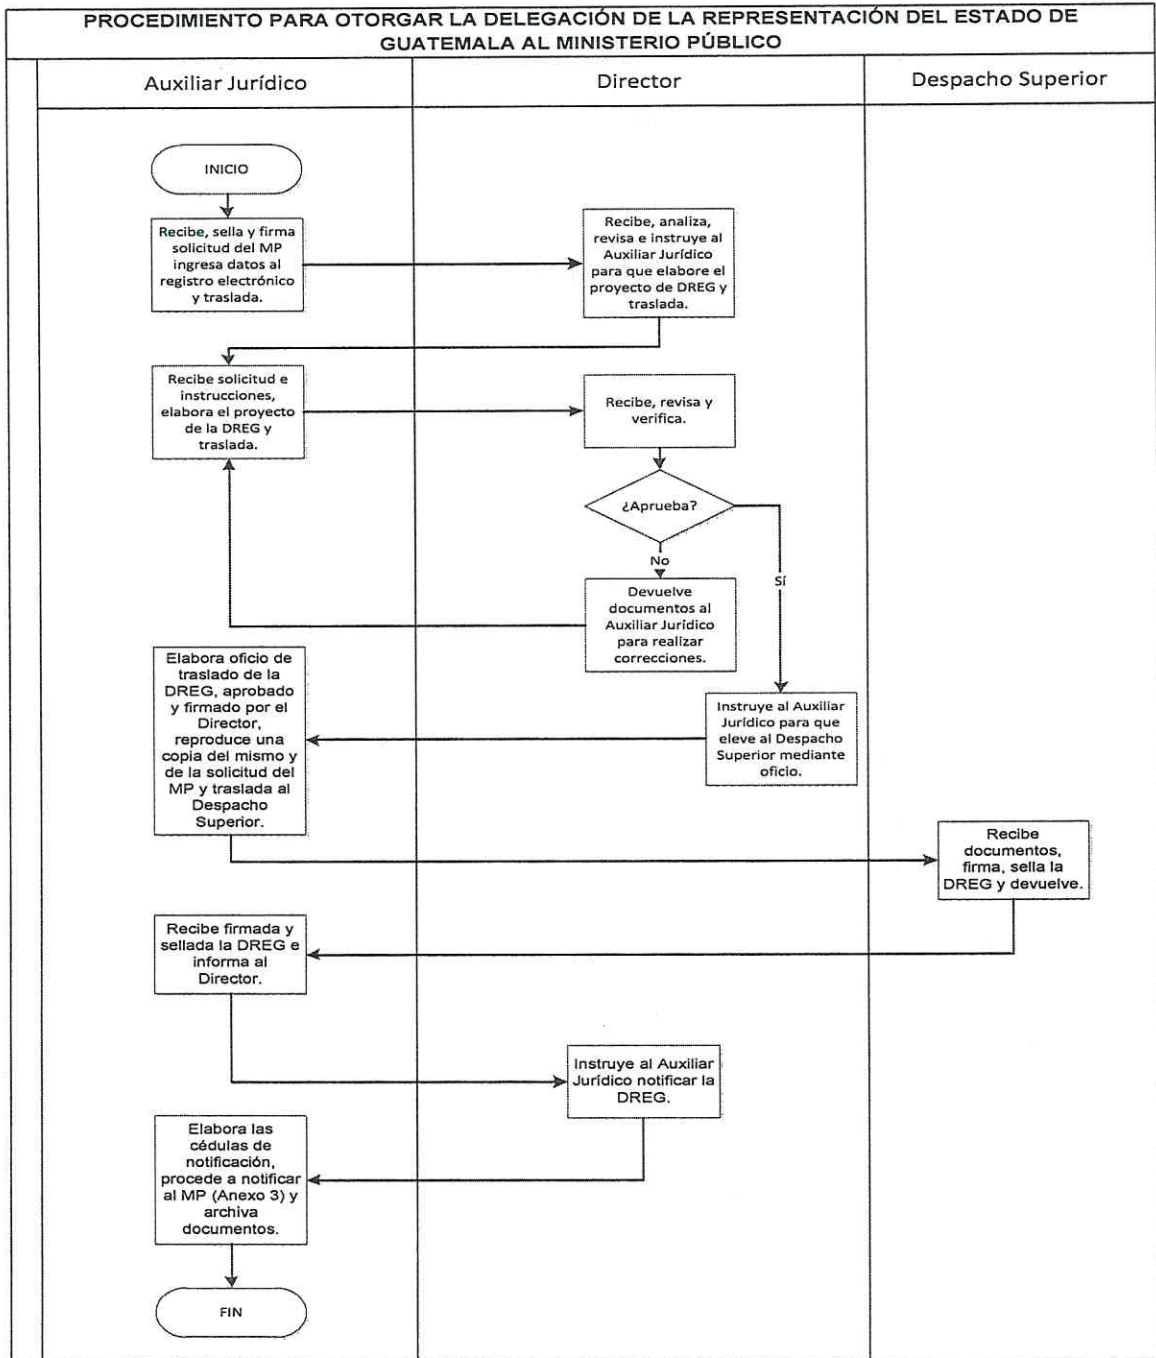 PROCEDIMIENTO PARA OTORGAR LA DELEGACIÓN DE LA REPRESENTACIÓN DEL ESTADO DE
GUATEMALA AL MINISTERIO PÚBLICO
Auxiliar Jurídico
Director
Despacho Superior
INICIO
Recibe, sella y firma
solicitud del MP
ingresa datos al
registro electrónico
y traslada.
Recibe, analiza,
revisa e instruye al
Auxiliar Jurídico
para que elabore el
proyecto de DREG y
traslada.
Recibe solicitud e
instrucciones,
elabora el proyecto
de la DREG y
traslada.
Recibe, revisa y
verifica.
¿Aprueba?
No
Sí
Devuelve
documentos al
Auxiliar Jurídico
para realizar
correcciones.
Instruye al Auxiliar
Jurídico para que
eleve al Despacho
Superior mediante
oficio.
Elabora oficio de
traslado de la
DREG, aprobado
y firmado por el
Director,
reproduce una
copia del mismo y
de la solicitud del
MP y traslada al
Despacho
Superior.
Recibe
documentos,
firma, sella la
DREG y devuelve.
Recibe firmada y
sellada la DREG e
informa al
Director.
Instruye al Auxiliar
Jurídico notificar la
DREG.
Elabora las
cédulas de
notificación,
procede a notificar
al MP (Anexo 3) y
archiva
documentos.
FIN